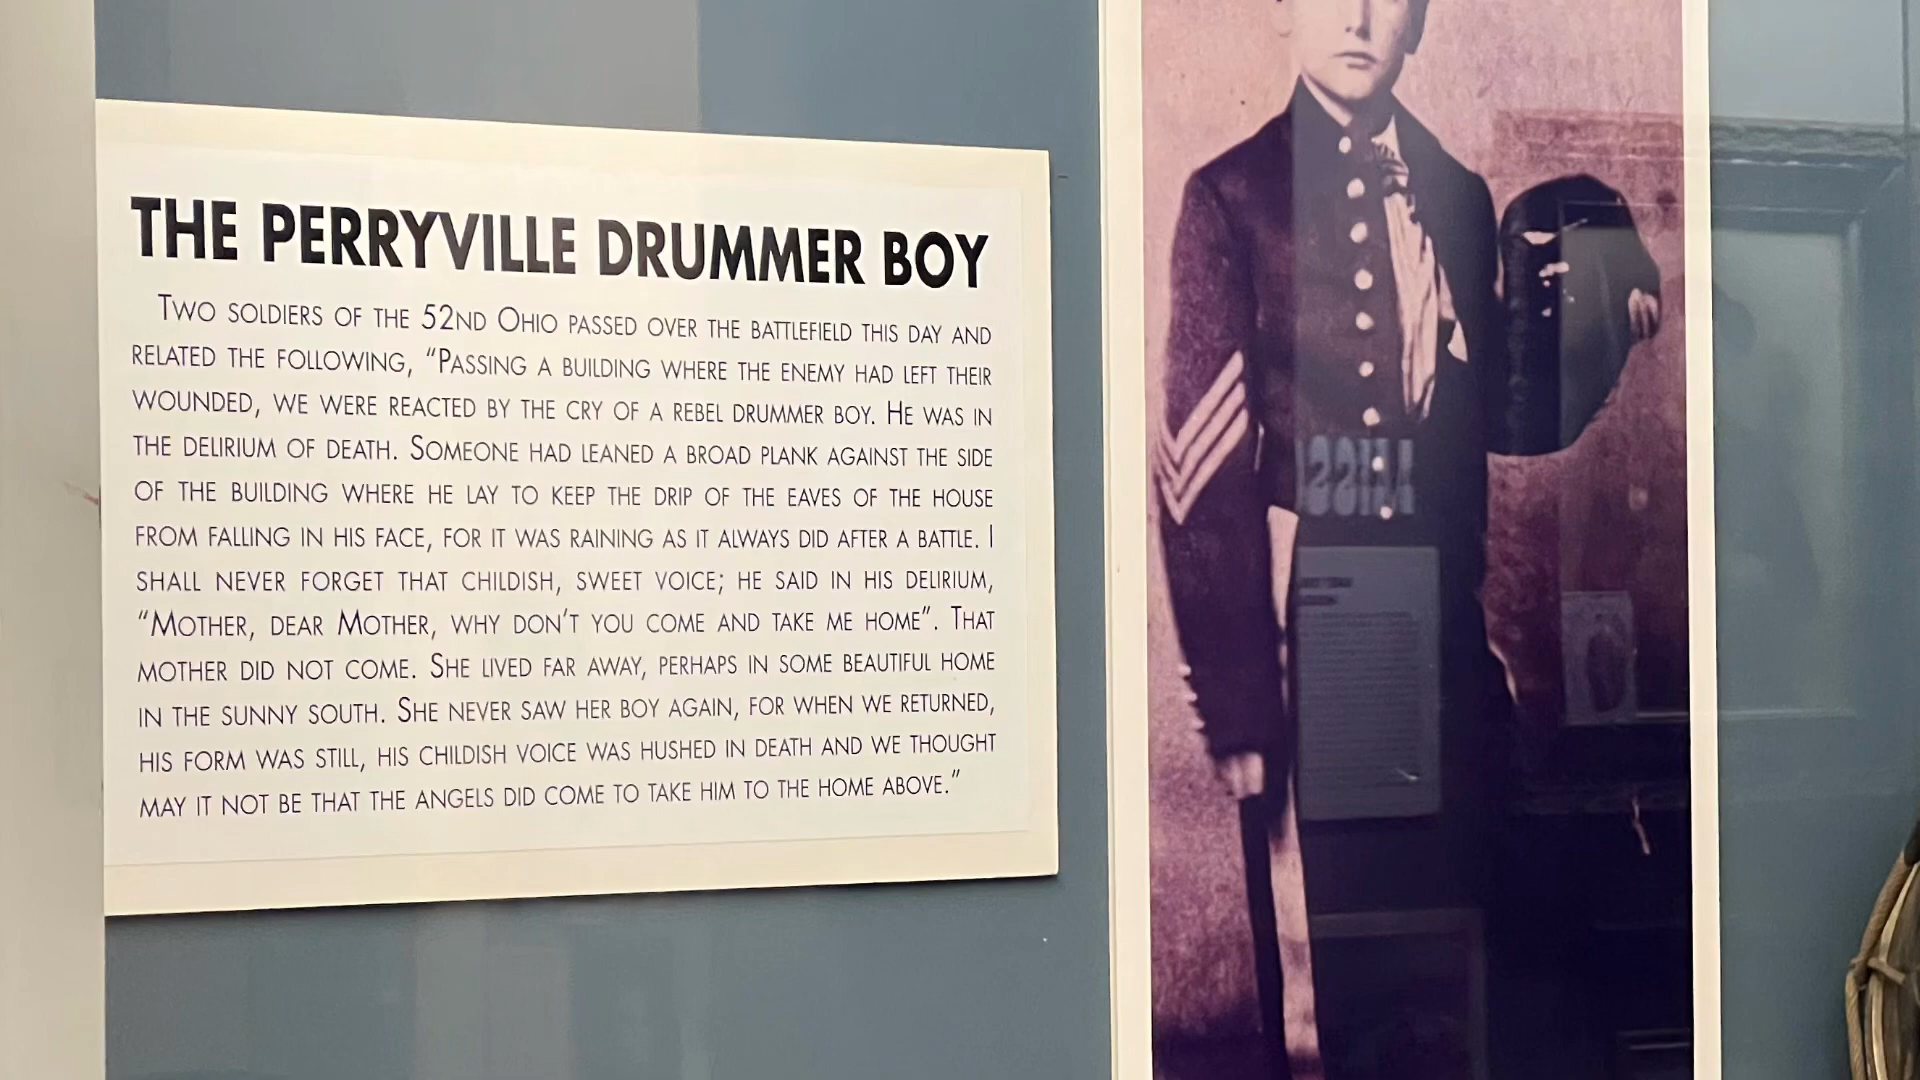 THE PERRYVILLE DRUMMER BOY
TWO SOLDIERS OF THE 52ND OHIO PASSED OVER THE BATTLEFIELD THIS DAY AND
RELATED THE FOLLOWING, “PASSING A BUILDING WHERE THE ENEMY HAD LEFT THEIR
WOUNDED, WE WERE REACTED BY THE CRY OF A REBEL DRUMMER BOY. HE WAS IN
THE DELIRIUM OF DEATH. SOMEONE HAD LEANED A BROAD PLANK AGAINST THE SIDE
OF THE BUILDING WHERE HE LAY TO KEEP THE DRIP OF THE EAVES OF THE HOUSE
FROM FALLING IN HIS FACE, FOR IT WAS RAINING AS IT ALWAYS DID AFTER A BATTLE. I
SHALL NEVER FORGET THAT CHILDISH, SWEET VOICE; HE SAID IN HIS DELIRIUM,
“MOTHER, DEAR MOTHER, WHY DON'T YOU COME AND TAKE ME HOME”. THAT
MOTHER DID NOT COME. SHE LIVED FAR AWAY, PERHAPS IN SOME BEAUTIFUL HOME
IN THE SUNNY SOUTH. SHE NEVER SAW HER BOY AGAIN, FOR WHEN WE RETURNED,
HIS FORM WAS STILL, HIS CHILDISH VOICE WAS HUSHED IN DEATH AND WE THOUGHT
MAY IT NOT BE THAT THE ANGELS DID COME TO TAKE HIM TO THE HOME ABOVE.”